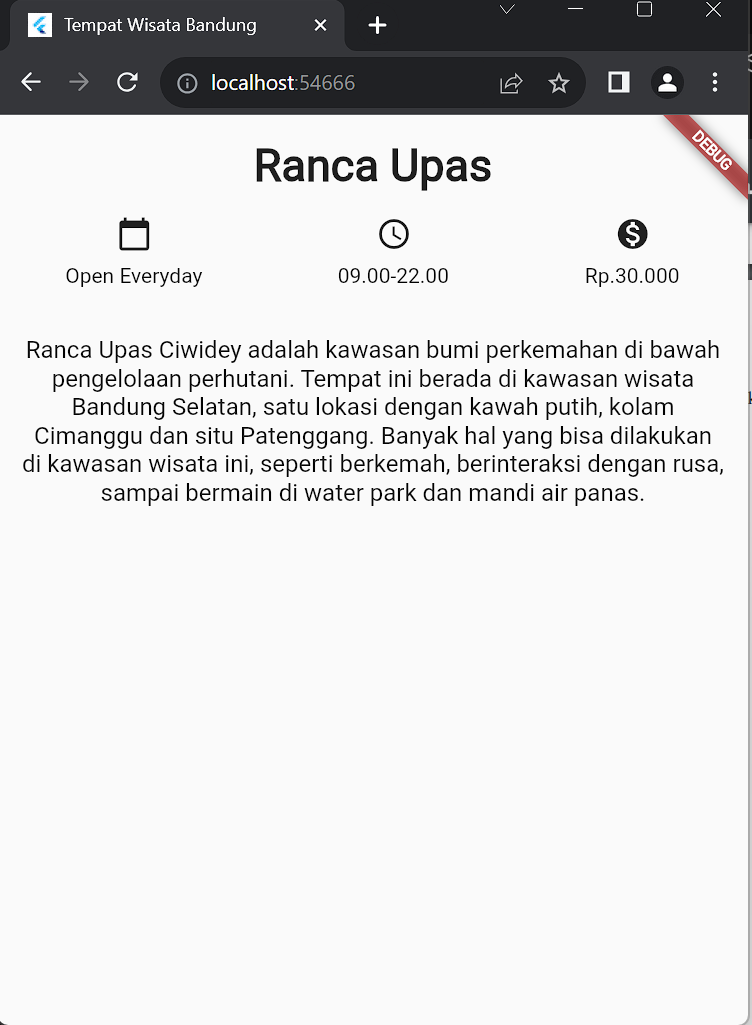 Tempat Wisata Bandung
localhost:54666
DEBUG
Ranca Upas
Open Everyday
09.00-22.00
Rp.30.000
Ranca Upas Ciwidey adalah kawasan bumi perkemahan di bawah
pengelolaan perhutani. Tempat ini berada di kawasan wisata
Bandung Selatan, satu lokasi dengan kawah putih, kolam
Cimanggu dan situ Patenggang. Banyak hal yang bisa dilakukan
di kawasan wisata ini, seperti berkemah, berinteraksi dengan rusa,
sampai bermain di water park dan mandi air panas.